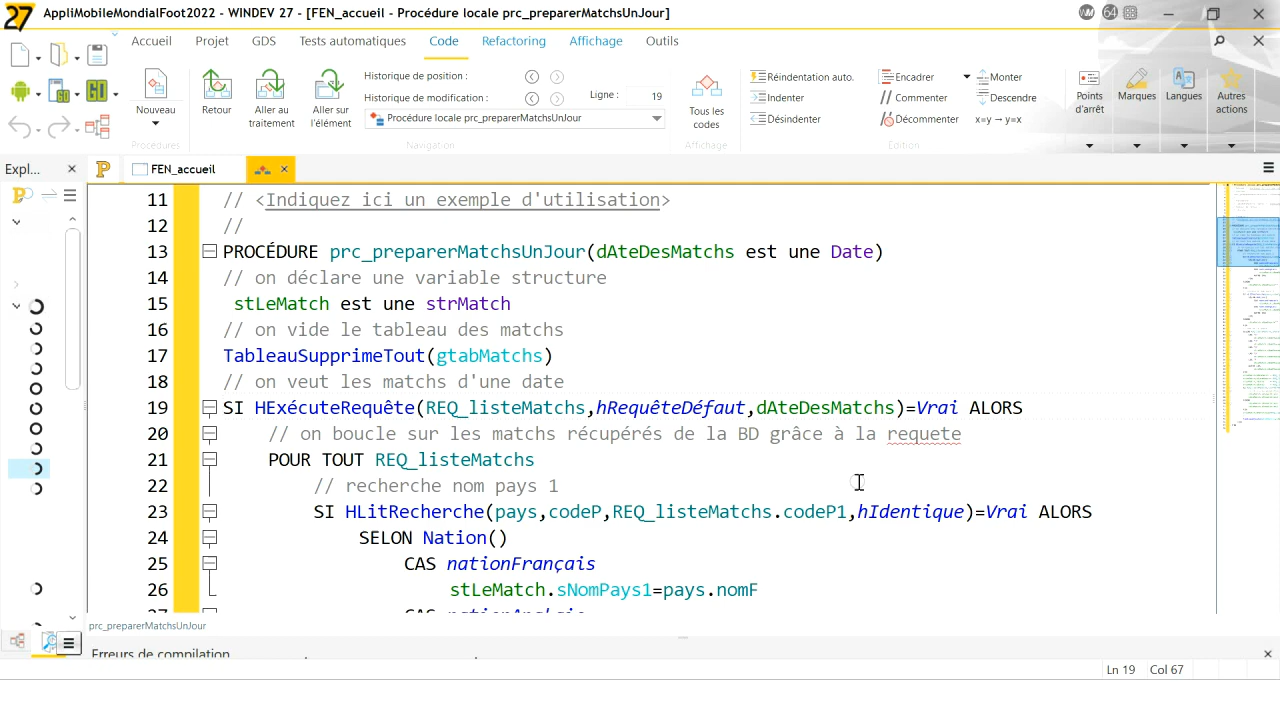 27 AppliMobileMondialFoot2022 - WINDEV 27 - [FEN_accueil - Procédure locale prc_preparerMatchsUnJour]
WM 64
Accueil Projet GDS Tests automatiques Code Refactoring Affichage Outils
GO
Nouveau
Procédures
Retour
Aller au traitement
Aller sur l'élément
Historique de position :
Historique de modification :
Ligne : 19
Procédure locale prc_preparerMatchsUnJour
Navigation
Tous les codes
Affichage
Réindentation auto.
Indenter
Désindenter
Encadrer
// Commenter
Décommenter
Monter
Descendre
x=y → y=x
Edition
Points d'arrêt
Marques
Langues
Autres actions
Expl...
FEN_accueil
11 // <Indiquez ici un exemple d'utilisation>
12 //
13 PROCÉDURE prc_preparerMatchsUnJour(dAteDesMatchs est une Date)
14 // on déclare une variable structure
15 stLeMatch est une strMatch
16 // on vide le tableau des matchs
17 TableauSupprimeTout(gtabMatchs)
18 // on veut les matchs d'une date
19 SI HExécuteRequête(REQ_listeMatchs,hRequêteDéfaut,dAteDesMatchs)=Vrai ALORS
20 // on boucle sur les matchs recupérés de la BD grâce a la requete
21 POUR TOUT REQ_listeMatchs
22 // recherche nom pays 1
23 SI HLitRecherche(pays,codeP,REQ_listeMatchs.codeP1,hIdentique)=Vrai ALORS
24 SELON Nation()
25 CAS nationFrançais
26 stLeMatch.sNomPays1=pays.nomF
27 CAS nationAnglais
prc_preparerMatchsUnJour
Erreurs de compilation
Ln 19 Col 67